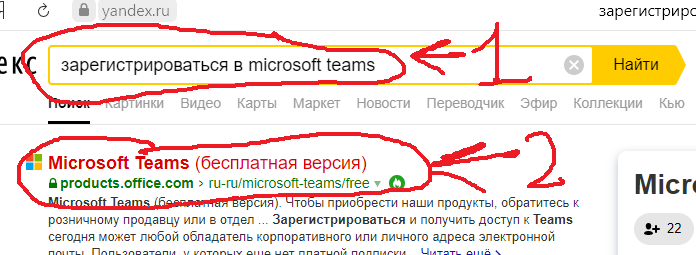 yandex.ru
зарегистрирс
екс
зарегистрироваться в microsoft teams
Найти
1
Поиск Картинки Видео Карты Маркет Новости Переводчик Эфир Коллекции Кью
Microsoft Teams (бесплатная версия)
products.office.com › ru-ru/microsoft-teams/free
2
Microsoft Teams (бесплатная версия). Чтобы приобрести наши продукты, обратитесь к
розничному продавцу или в отдел ... Зарегистрироваться и получить доступ к Teams
сегодня может любой обладатель корпоративного или личного адреса электронной
почты. Пользователи, у которых еще нет платной подписки... Читать ещё >
Micr
22